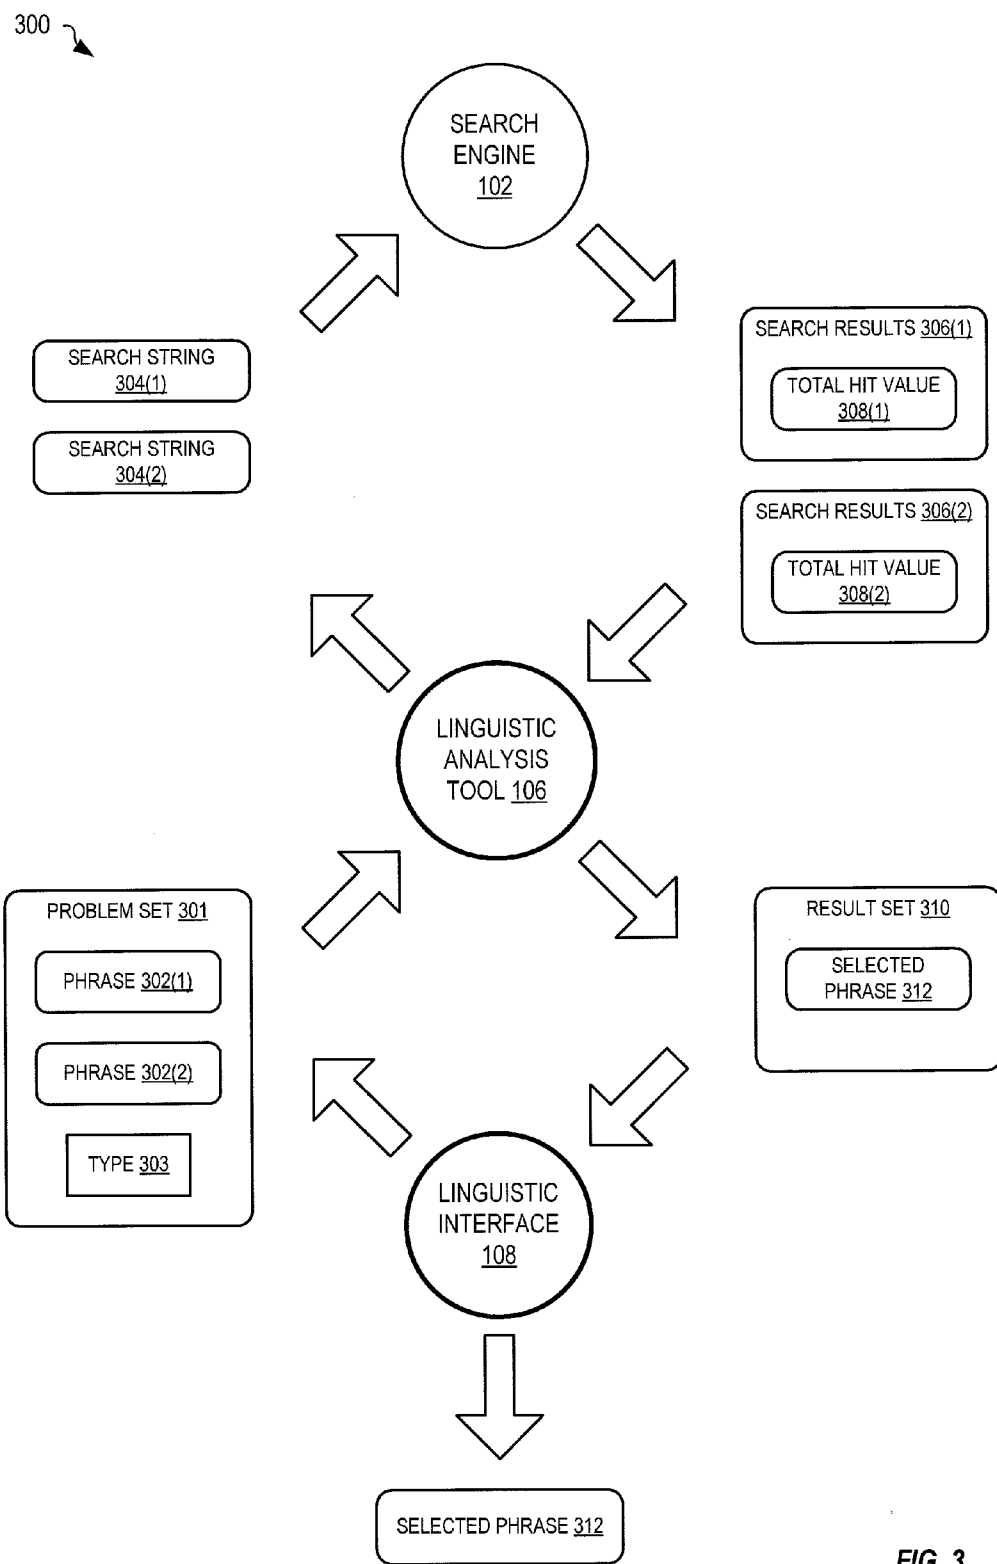 300
SEARCH
ENGINE
102
SEARCH STRING
304(1)
SEARCH STRING
304(2)
SEARCH RESULTS 306(1)
TOTAL HIT VALUE
308(1)
SEARCH RESULTS 306(2)
TOTAL HIT VALUE
308(2)
LINGUISTIC
ANALYSIS
TOOL 106
PROBLEM SET 301
PHRASE 302(1)
PHRASE 302(2)
TYPE 303
RESULT SET 310
SELECTED
PHRASE 312
LINGUISTIC
INTERFACE
108
SELECTED PHRASE 312
FIG. 3